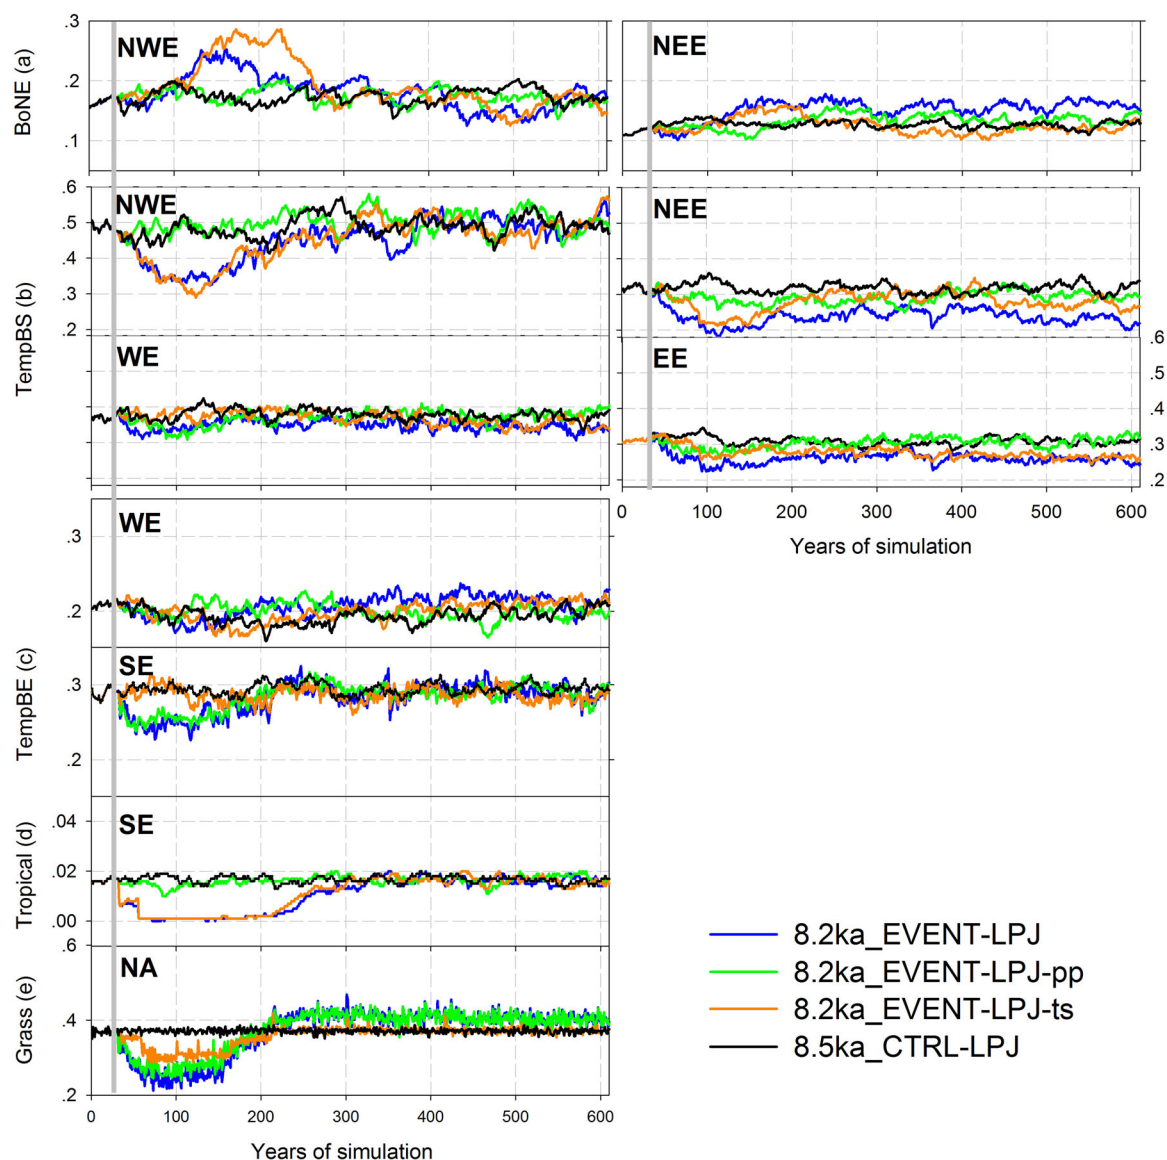 BoNE (a)
.3
.2
.1
NWE
NEE
TempBS (b)
.6
.5
.4
.3
.2
NWE
NEE
WE
EE
.6
.5
.4
.3
.2
0 100 200 300 400 500 600
Years of simulation
TempBE (c)
WE
.3
.2
SE
.3
.2
Tropical (d)
SE
.04
.02
.00
Grass (e)
NA
.6
.4
.2
0 100 200 300 400 500 600
Years of simulation
8.2ka_EVENT-LPJ
8.2ka_EVENT-LPJ-pp
8.2ka_EVENT-LPJ-ts
8.5ka_CTRL-LPJ